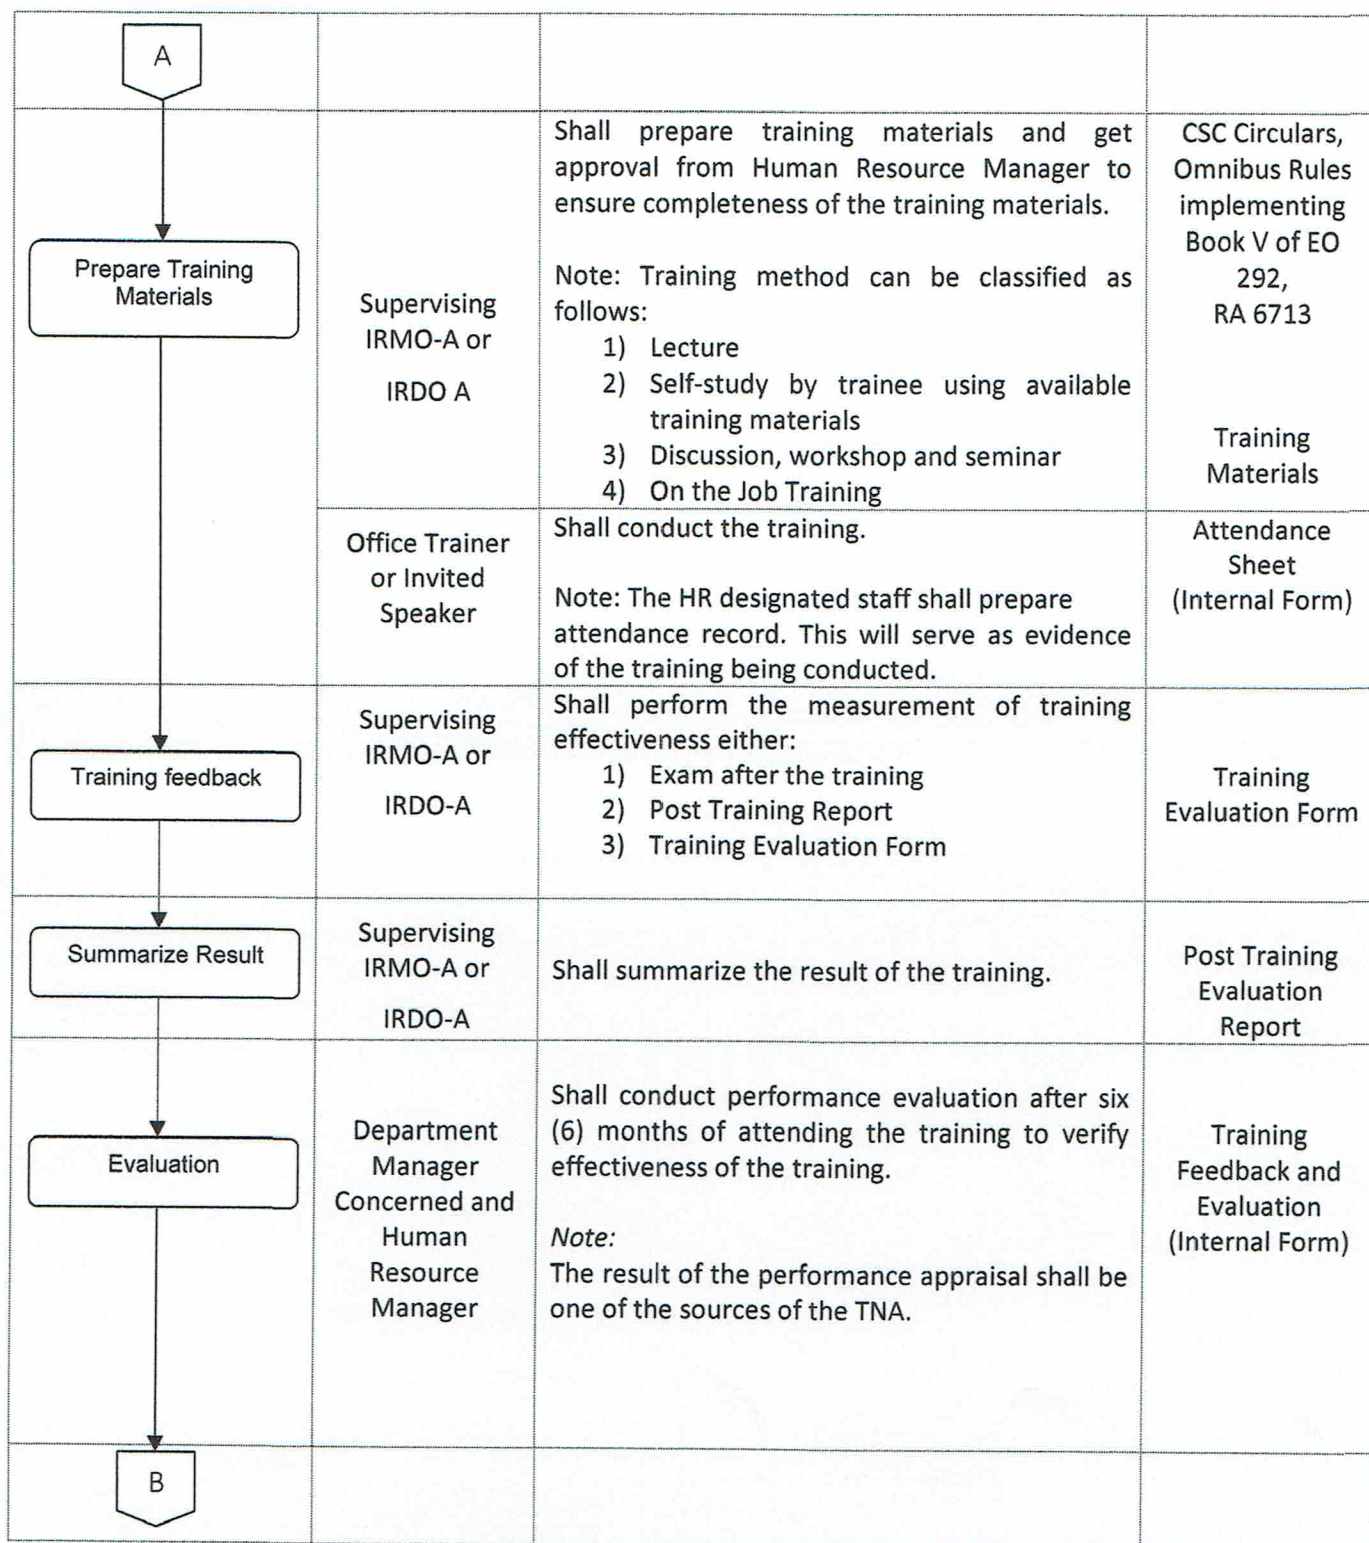 A
Prepare Training
Materials
Supervising
IRMO-A or
IRDO A
Shall prepare training materials and get
approval from Human Resource Manager to
ensure completeness of the training materials.
Note: Training method can be classified as
follows:
1) Lecture
2) Self-study by trainee using available
training materials
3) Discussion, workshop and seminar
4) On the Job Training
CSC Circulars,
Omnibus Rules
implementing
Book V of EO
292,
RA 6713
Training
Materials
Office Trainer
or Invited
Speaker
Shall conduct the training.
Note: The HR designated staff shall prepare
attendance record. This will serve as evidence
of the training being conducted.
Attendance
Sheet
(Internal Form)
Training feedback
Supervising
IRMO-A or
IRDO-A
Shall perform the measurement of training
effectiveness either:
1) Exam after the training
2) Post Training Report
3) Training Evaluation Form
Training
Evaluation Form
Summarize Result
Supervising
IRMO-A or
IRDO-A
Shall summarize the result of the training.
Post Training
Evaluation
Report
Evaluation
Department
Manager
Concerned and
Human
Resource
Manager
Shall conduct performance evaluation after six
(6) months of attending the training to verify
effectiveness of the training.
Note:
The result of the performance appraisal shall be
one of the sources of the TNA.
Training
Feedback and
Evaluation
(Internal Form)
B